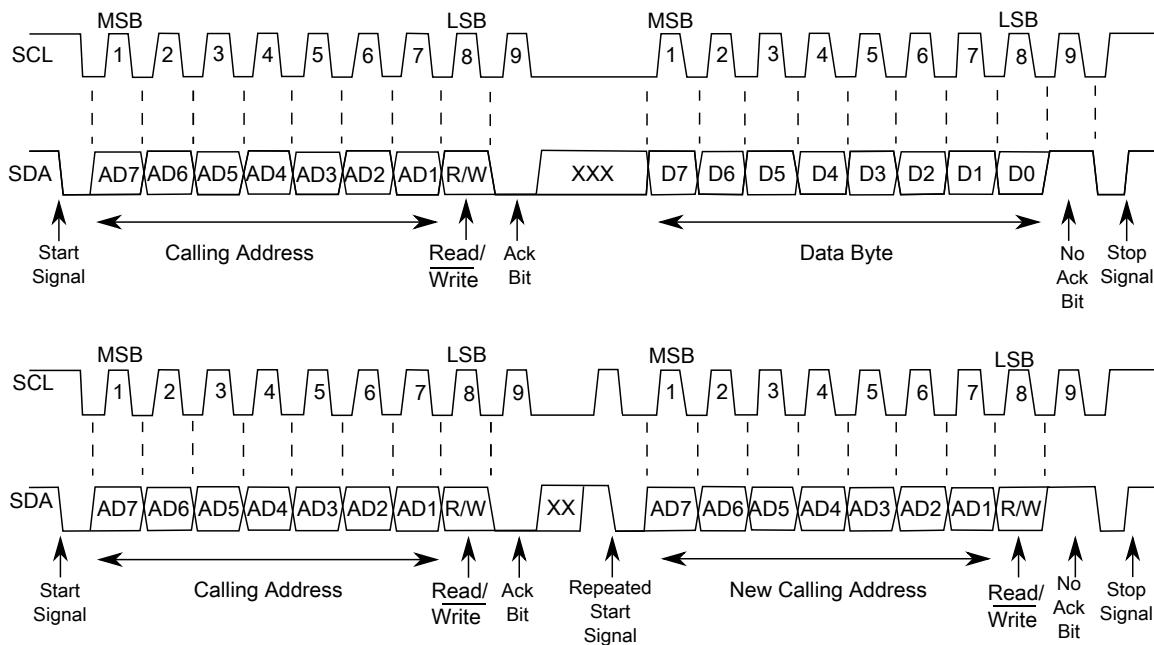 MSB LSB MSB LSB
SCL 1 2 3 4 5 6 7 8 9 1 2 3 4 5 6 7 8 9
SDA AD7 AD6 AD5 AD4 AD3 AD2 AD1 R/W XXX D7 D6 D5 D4 D3 D2 D1 D0
Start Signal
Calling Address
Read/Write
Ack Bit
Data Byte
No Ack Bit
Stop Signal
MSB LSB MSB LSB
SCL 1 2 3 4 5 6 7 8 9 1 2 3 4 5 6 7 8 9
SDA AD7 AD6 AD5 AD4 AD3 AD2 AD1 R/W XX AD7 AD6 AD5 AD4 AD3 AD2 AD1 R/W
Start Signal
Calling Address
Read/Write
Ack Bit
Repeated Start Signal
New Calling Address
Read/Write
No Ack Bit
Stop Signal